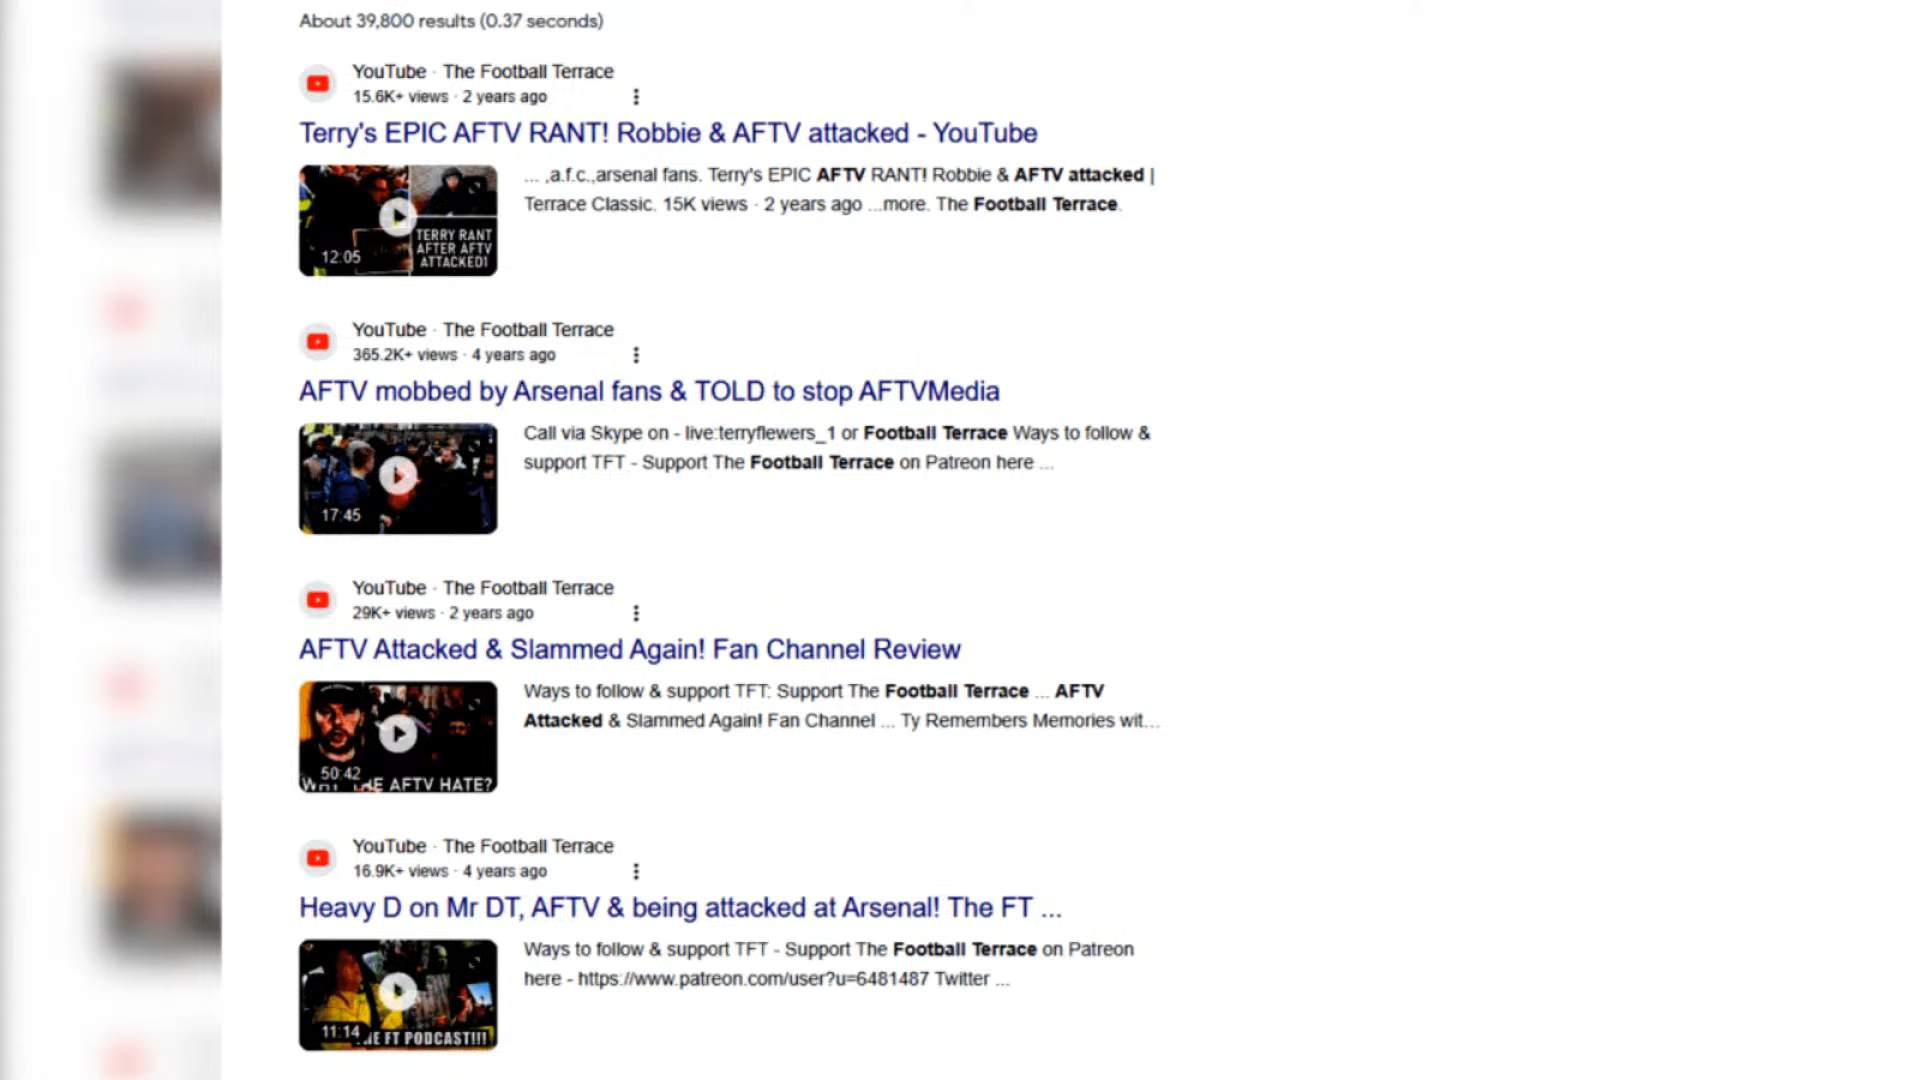 About 39,800 results (0.37 seconds)
YouTube · The Football Terrace
15.6K+ views · 2 years ago
Terry's EPIC AFTV RANT! Robbie & AFTV attacked - YouTube
... ,a.f.c.,arsenal fans. Terry's EPIC AFTV RANT! Robbie & AFTV attacked |
Terrace Classic. 15K views · 2 years ago ...more. The Football Terrace.
TERRY RANT
AFTER AFTV
ATTACKED!
12:05
YouTube · The Football Terrace
365.2K+ views · 4 years ago
AFTV mobbed by Arsenal fans & TOLD to stop AFTVMedia
Call via Skype on - live:terryflewers_1 or Football Terrace Ways to follow &
support TFT - Support The Football Terrace on Patreon here ...
17:45
YouTube · The Football Terrace
29K+ views · 2 years ago
AFTV Attacked & Slammed Again! Fan Channel Review
Ways to follow & support TFT: Support The Football Terrace ... AFTV
Attacked & Slammed Again! Fan Channel ... Ty Remembers Memories wit...
50:42
AFTV HATE?
YouTube · The Football Terrace
16.9K+ views · 4 years ago
Heavy D on Mr DT, AFTV & being attacked at Arsenal! The FT ...
Ways to follow & support TFT - Support The Football Terrace on Patreon
here - https://www.patreon.com/user?u=6481487 Twitter ...
11:14
FT PODCAST!!!